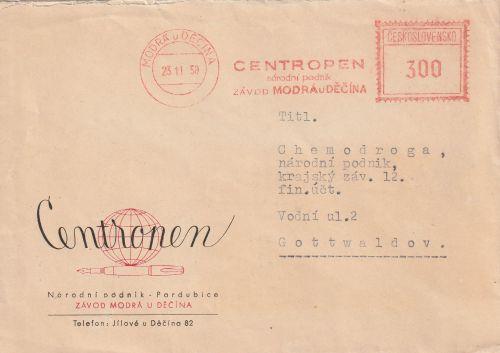 MODRÁ u DĚČÍNA
23 11 59
CENTROPEN
národní podnik
ZÁVOD MODRÁ u DĚČÍNA
ČESKOSLOVENSKO
300
Titl.
Chemodroga,
národní podnik,
krajský záv. 12.
fin.účt.
Vodní ul.2
Gottwaldov.
Centropen
Národní podnik - Pardubice
ZÁVOD MODRÁ U DĚČÍNA
Telefon: Jílové u Děčína 82